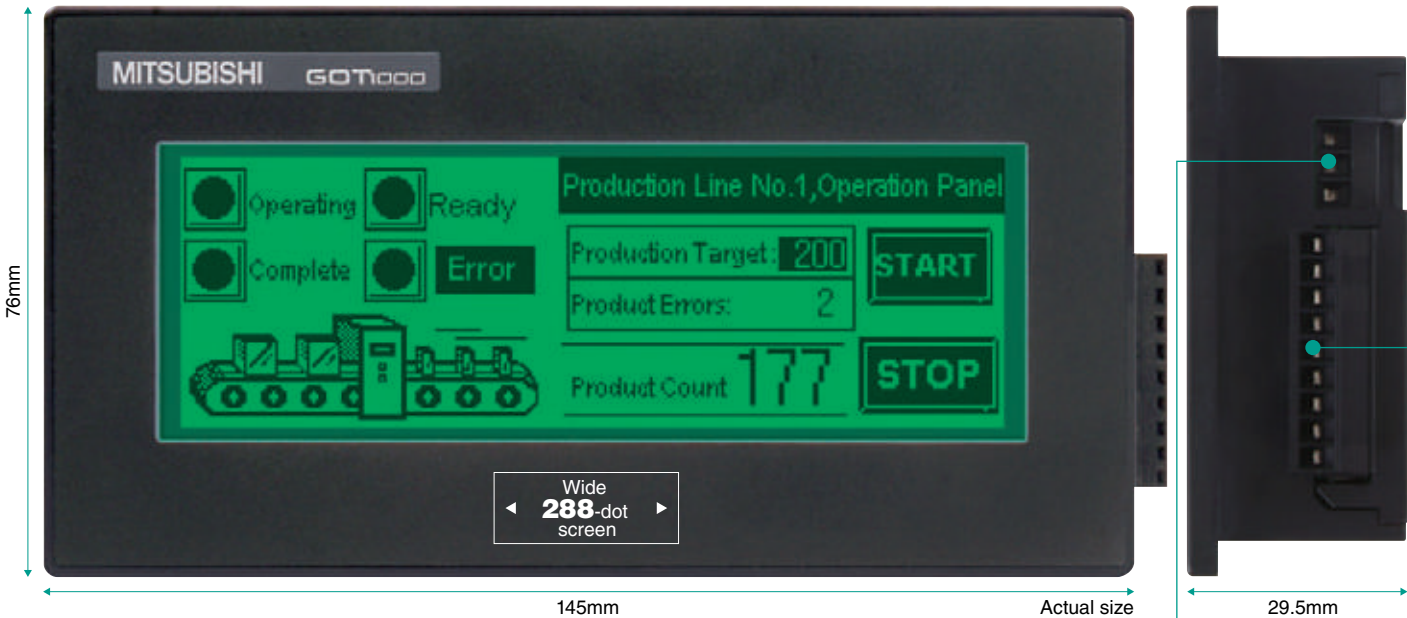 MITSUBISHI GOT1000
Operating Ready
Complete Error
Production Line No.1,Operation Panel
Production Target: 200
Product Errors: 2
Product Count 177
START
STOP
Wide
288-dot
screen
76mm
145mm
Actual size
29.5mm